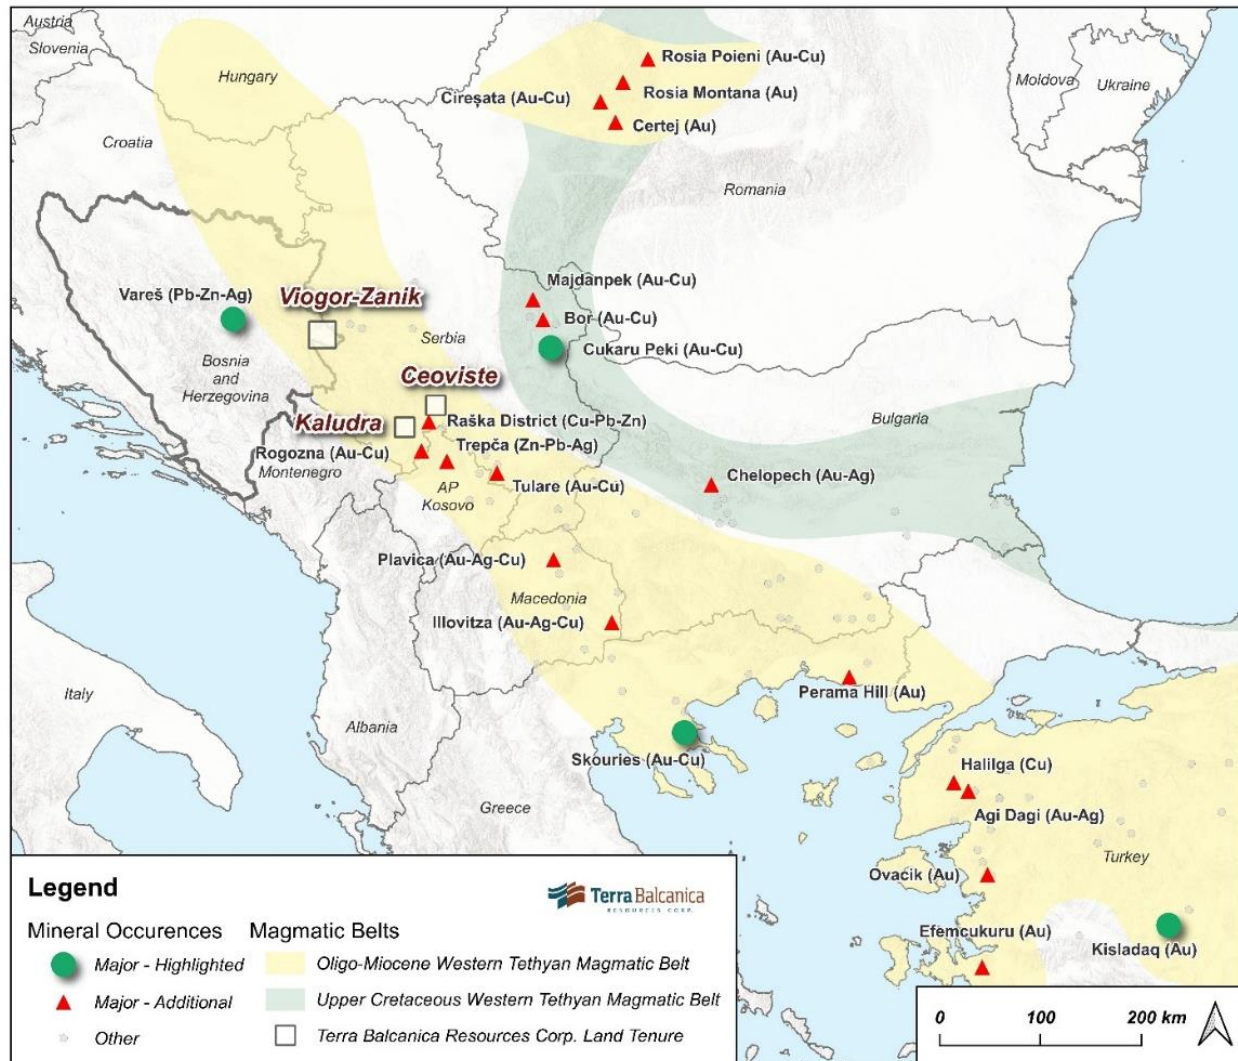 Austria
Slovenia
Hungary
Croatia
Rosia Poieni (Au-Cu)
Rosia Montana (Au)
Cireșata (Au-Cu)
Certej (Au)
Moldova
Ukraine
Romania
Vareš (Pb-Zn-Ag)
Viogor-Zanik
Majdanpek (Au-Cu)
Bor (Au-Cu)
Cukaru Peki (Au-Cu)
Serbia
Bosnia
and
Herzegovina
Ceoviste
Kaludra
Raška District (Cu-Pb-Zn)
Trepča (Zn-Pb-Ag)
Rogozna (Au-Cu)
Montenegro
AP
Kosovo
Tulare (Au-Cu)
Bulgaria
Chelopech (Au-Ag)
Plavica (Au-Ag-Cu)
Macedonia
Illovitza (Au-Ag-Cu)
Italy
Albania
Perama Hill (Au)
Skouries (Au-Cu)
Greece
Halilga (Cu)
Agi Dagi (Au-Ag)
Turkey
Ovacik (Au)
Efemcukuru (Au)
Kisladaq (Au)
Legend
Terra Balcanica
RESOURCES CORP.
Mineral Occurences
Magmatic Belts
Major - Highlighted
Oligo-Miocene Western Tethyan Magmatic Belt
Major - Additional
Upper Cretaceous Western Tethyan Magmatic Belt
Other
Terra Balcanica Resources Corp. Land Tenure
0 100 200 km